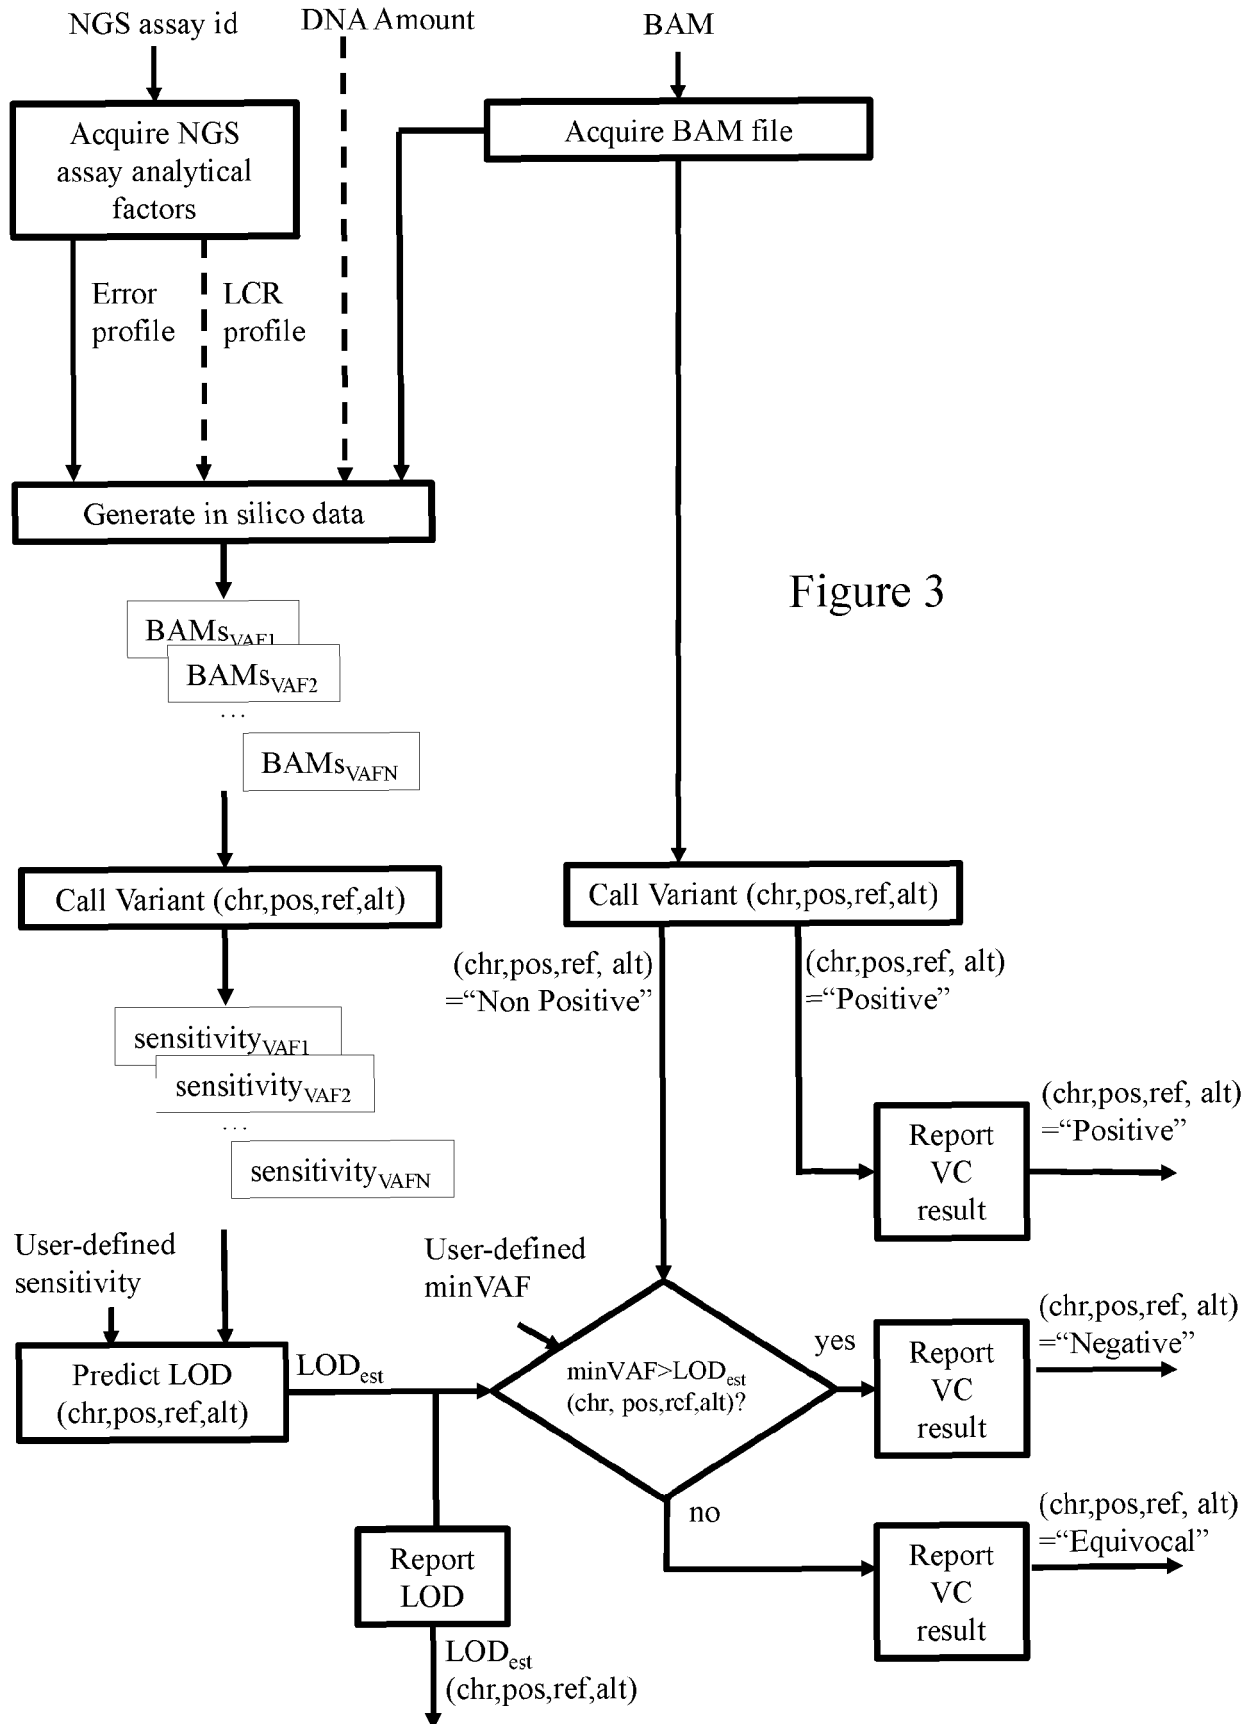 NGS assay id
DNA Amount
BAM
Acquire NGS
assay analytical
factors
Acquire BAM file
Error
profile
LCR
profile
Generate in silico data
Figure 3
BAMsVAF1
BAMsVAF2
...
BAMsVAFN
Call Variant (chr,pos,ref,alt)
Call Variant (chr,pos,ref,alt)
(chr,pos,ref, alt)
=“Non Positive”
(chr,pos,ref, alt)
=“Positive”
sensitivityVAF1
sensitivityVAF2
...
sensitivityVAFN
Report
VC
result
(chr,pos,ref, alt)
=“Positive”
User-defined
sensitivity
User-defined
minVAF
Predict LOD
(chr,pos,ref,alt)
LODest
minVAF>LODest
(chr, pos,ref,alt)?
yes
Report
VC
result
(chr,pos,ref, alt)
=“Negative”
no
Report
LOD
Report
VC
result
(chr,pos,ref, alt)
=“Equivocal”
LODest
(chr,pos,ref,alt)